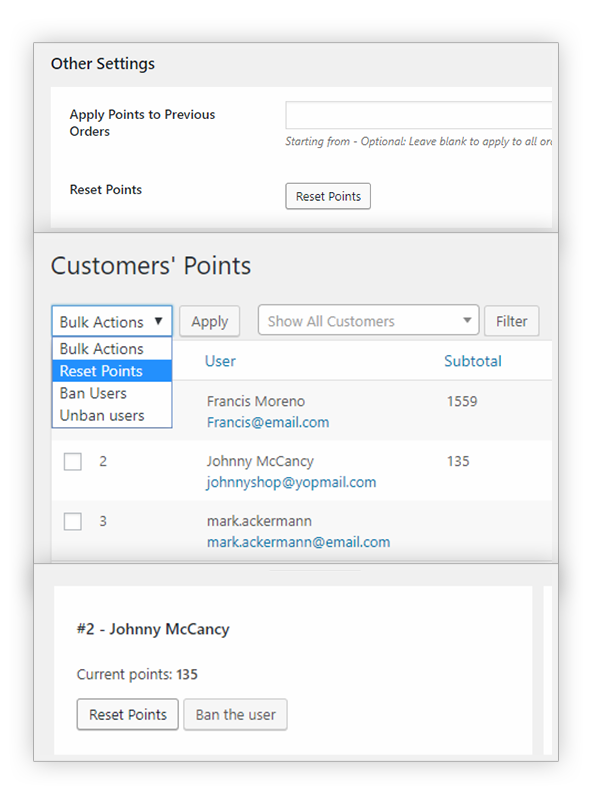 Other Settings
Apply Points to Previous
Orders
Starting from - Optional: Leave blank to apply to all
Reset Points
Reset Points
Customers' Points
Bulk Actions ▼
Apply
Show All Customers
Filter
Bulk Actions
Reset Points
Ban Users
Unban users
User
Subtotal
Francis Moreno
1559
Francis@email.com
2
Johnny McCancy
135
johnnyshop@yopmail.com
3
mark.ackermann
mark.ackermann@email.com
#2 - Johnny McCancy
Current points: 135
Reset Points
Ban the user